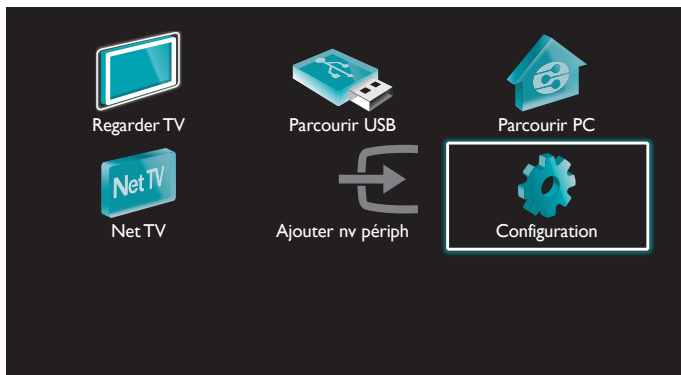 Regarder TV
Parcourir USB
Parcourir PC
Net TV
Net TV
Ajouter nv périph
Configuration